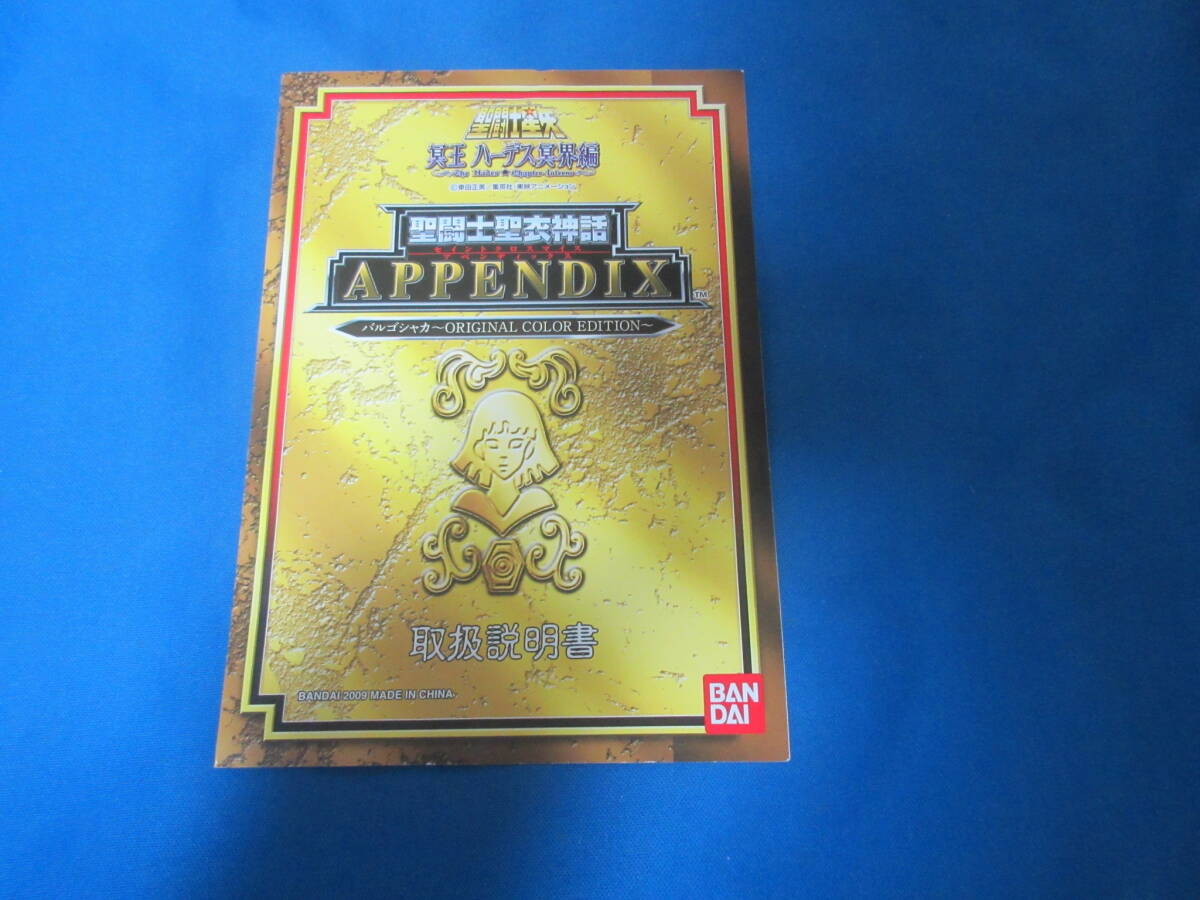 聖闘士星矢
冥王 ハーデス冥界編
~The Hades★Chapter Inferno~
©車田正美/集英社・東映アニメーション
聖闘士聖衣神話
セイントクロスマイス
アペンディックス
APPENDIX
TM
バルゴシャカ～ORIGINAL COLOR EDITION～
取扱説明書
BANDAI 2009 MADE IN CHINA
BAN
DAI